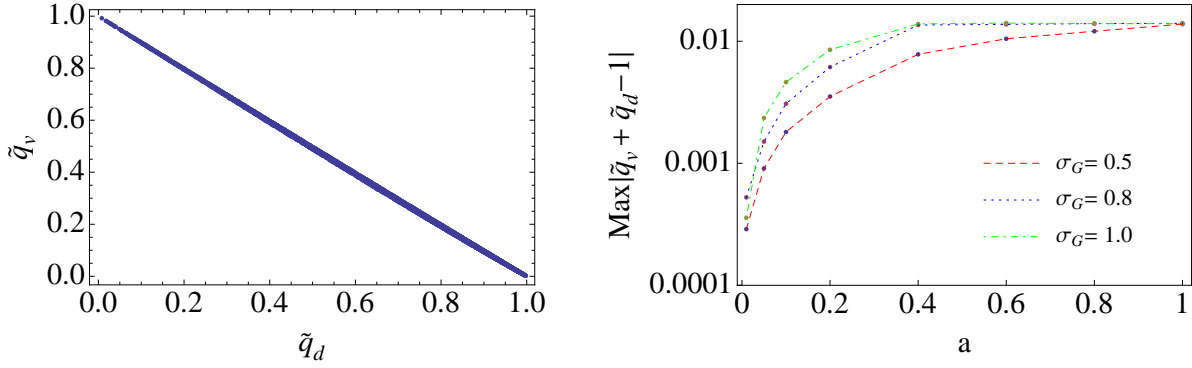 1.0
0.8
0.6
0.4
0.2
0.0
q̃_v
0.0 0.2 0.4 0.6 0.8 1.0
q̃_d
0.01
0.001
0.0001
Max|q̃_v + q̃_d −1|
σ_G= 0.5
σ_G= 0.8
σ_G= 1.0
0 0.2 0.4 0.6 0.8 1
a